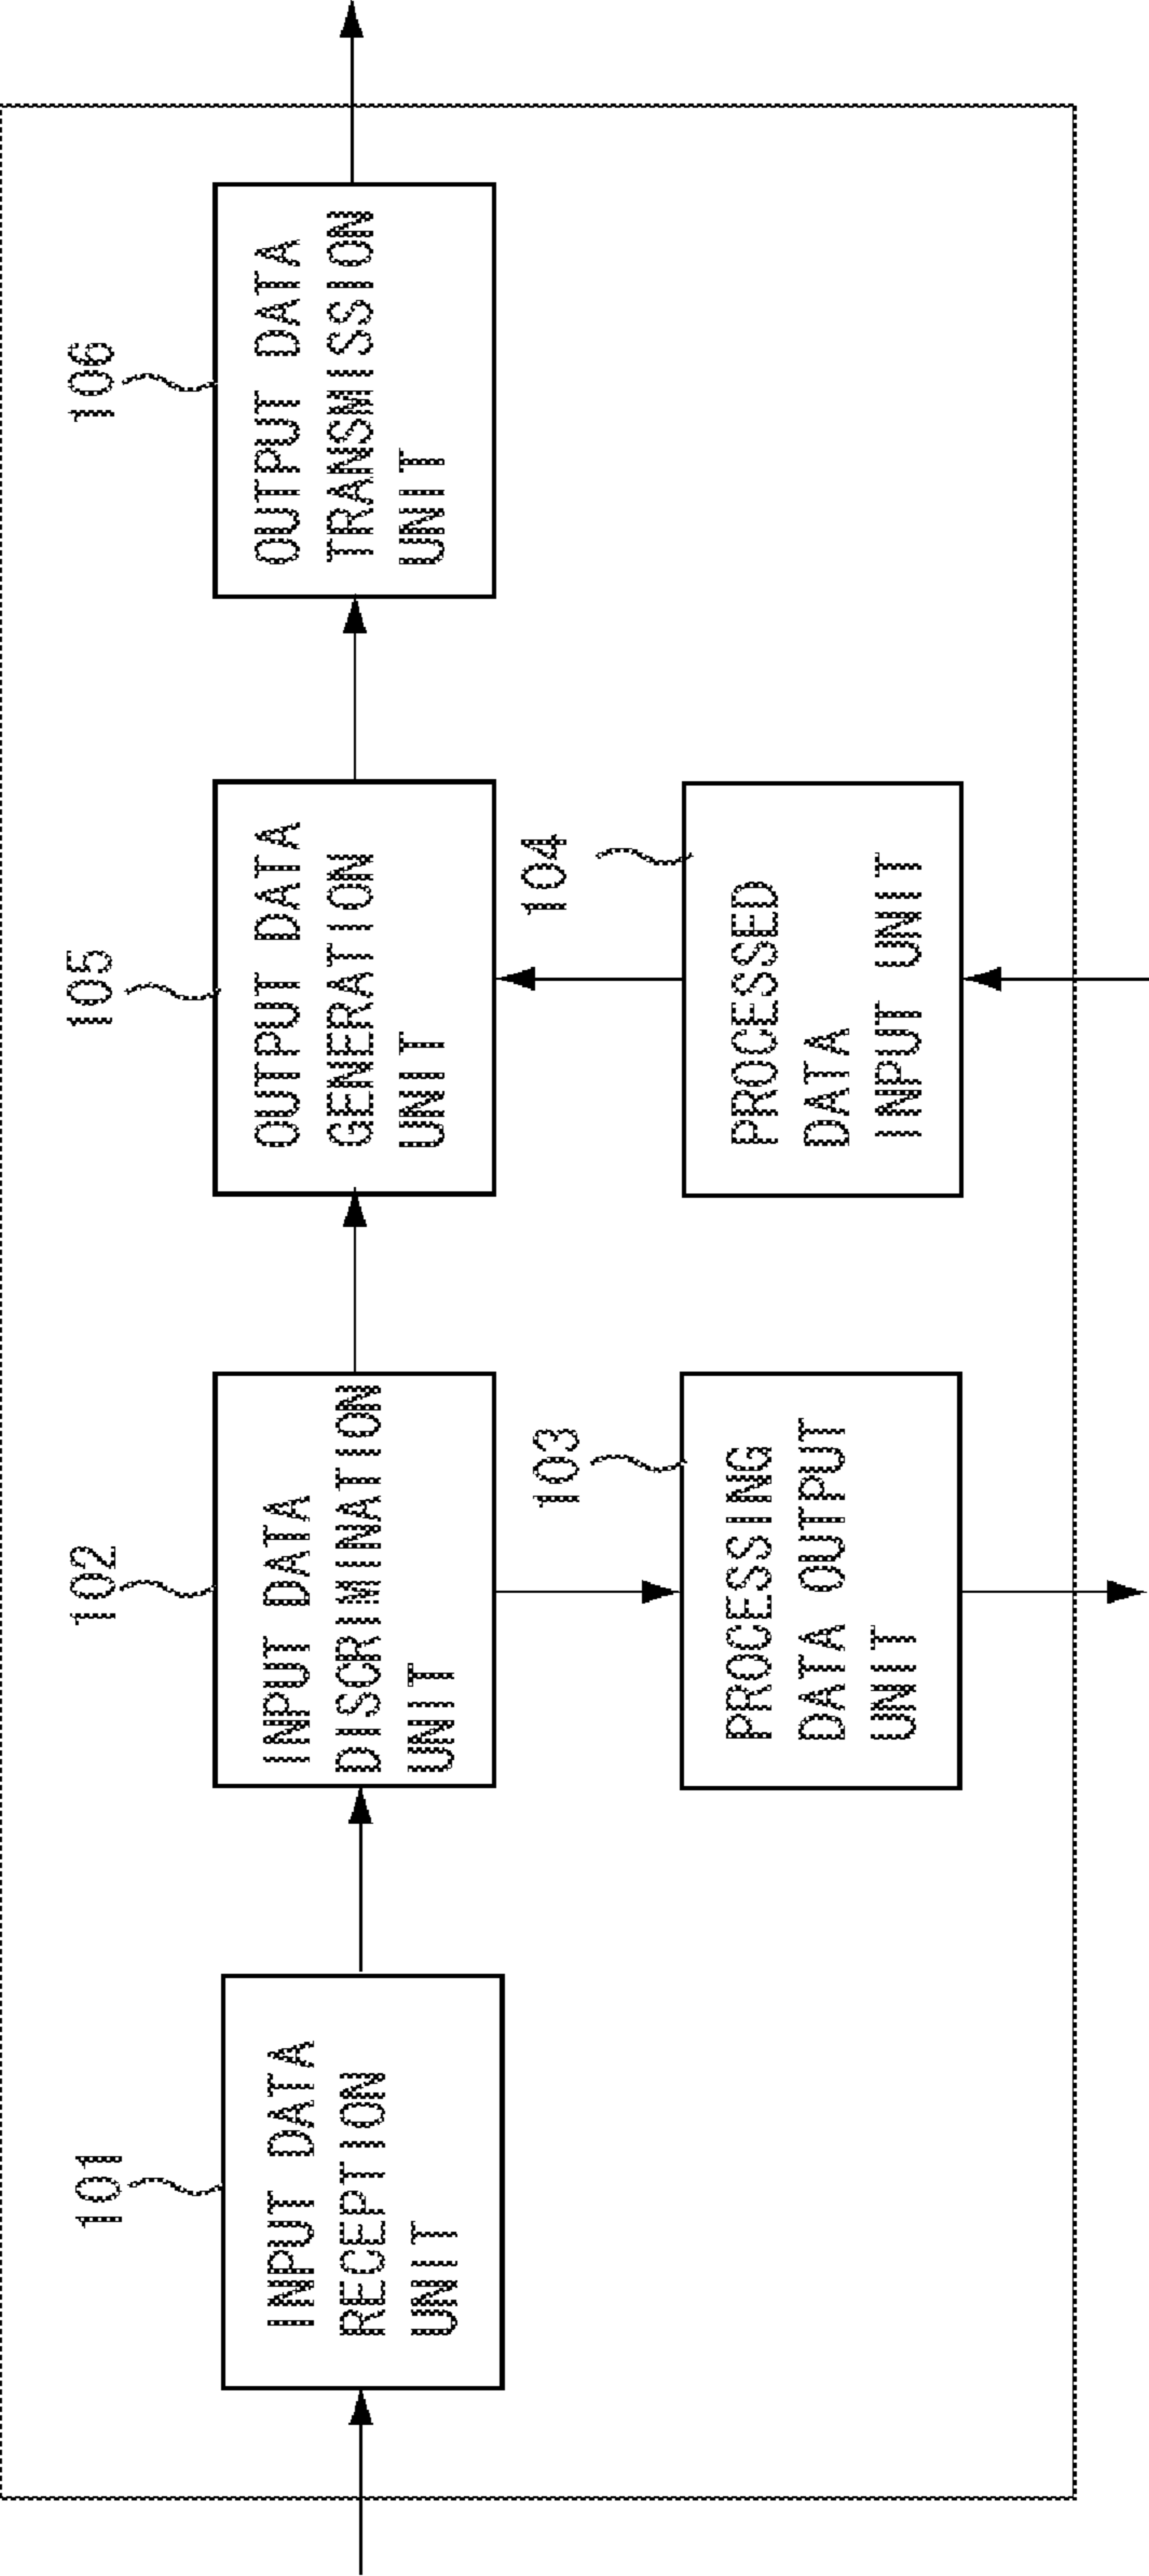 101
INPUT DATA
RECEPTION
UNIT
102
INPUT DATA
DISCRIMINATION
UNIT
105
OUTPUT DATA
GENERATION
UNIT
106
OUTPUT DATA
TRANSMISSION
UNIT
103
PROCESSING
DATA OUTPUT
UNIT
104
PROCESSED
DATA
INPUT UNIT